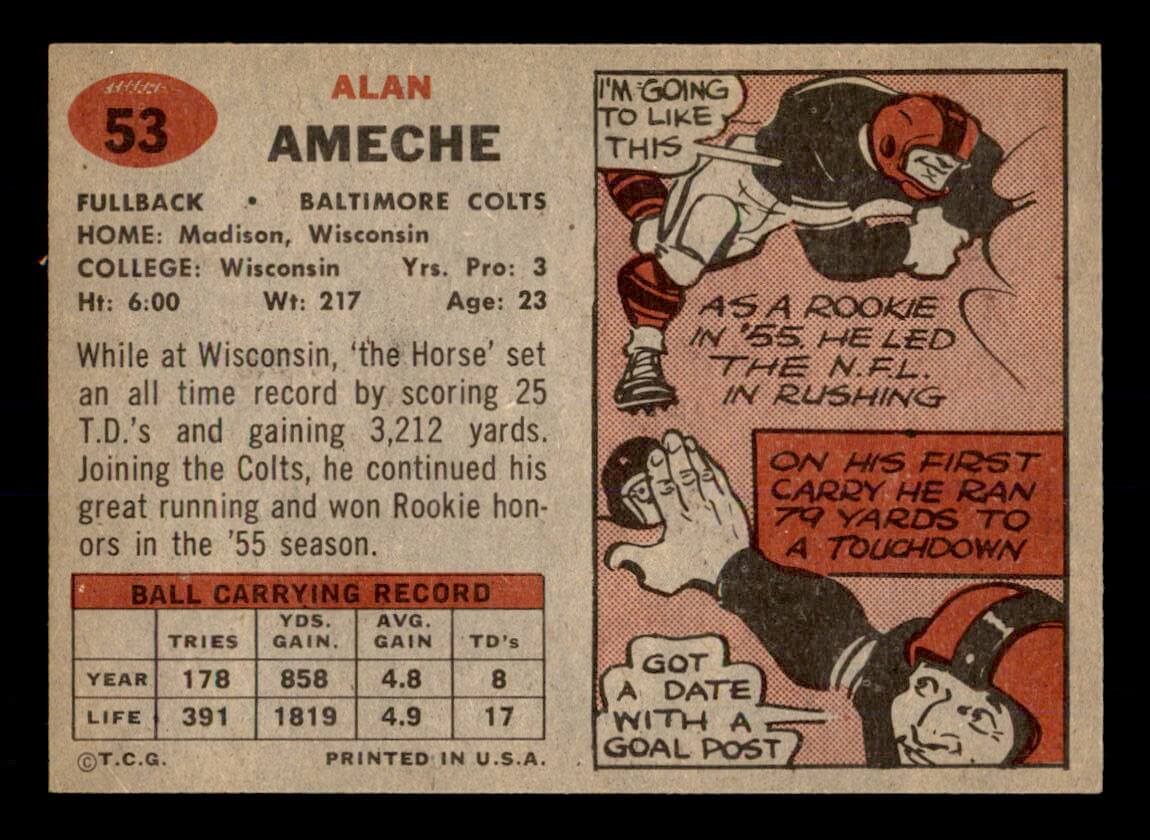 53
ALAN
AMECHE
FULLBACK • BALTIMORE COLTS
HOME: Madison, Wisconsin
COLLEGE: Wisconsin Yrs. Pro: 3
Ht: 6:00 Wt: 217 Age: 23
While at Wisconsin, 'the Horse' set
an all time record by scoring 25
T.D.'s and gaining 3,212 yards.
Joining the Colts, he continued his
great running and won Rookie hon-
ors in the '55 season.
BALL CARRYING RECORD
TRIES YDS. GAIN. AVG. GAIN TD's
YEAR 178 858 4.8 8
LIFE 391 1819 4.9 17
©T.C.G. PRINTED IN U.S.A.
I'M GOING
TO LIKE
THIS
AS A ROOKIE
IN '55 HE LED
THE N.F.L.
IN RUSHING
ON HIS FIRST
CARRY HE RAN
79 YARDS TO
A TOUCHDOWN
GOT
A DATE
WITH A
GOAL POST